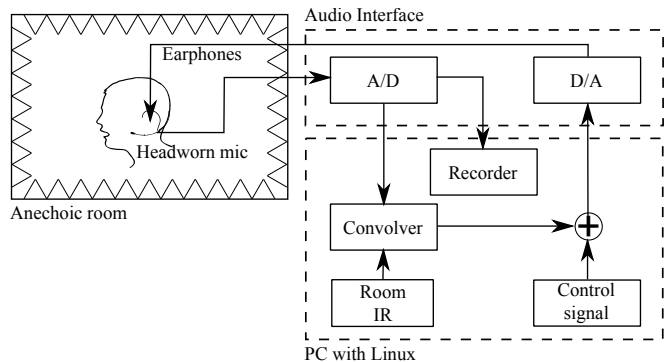 Audio Interface
Earphones
A/D
D/A
Headworn mic
Recorder
Anechoic room
Convolver
+
Room
IR
Control
signal
PC with Linux